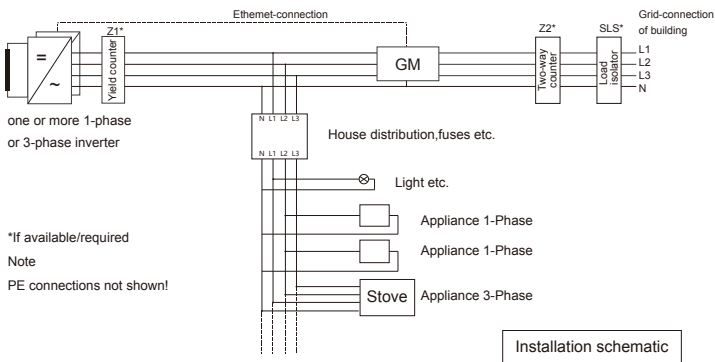 Ethemet-connection
Grid-connection
of building
Z1*
Z2*
SLS*
=
~
Yield counter
GM
Two-way
counter
Load
isolator
L1
L2
L3
N
one or more 1-phase
or 3-phase inverter
N L1 L2 L3
N L1 L2 L3
House distribution,fuses etc.
Light etc.
Appliance 1-Phase
Appliance 1-Phase
Stove
Appliance 3-Phase
*If available/required
Note
PE connections not shown!
Installation schematic